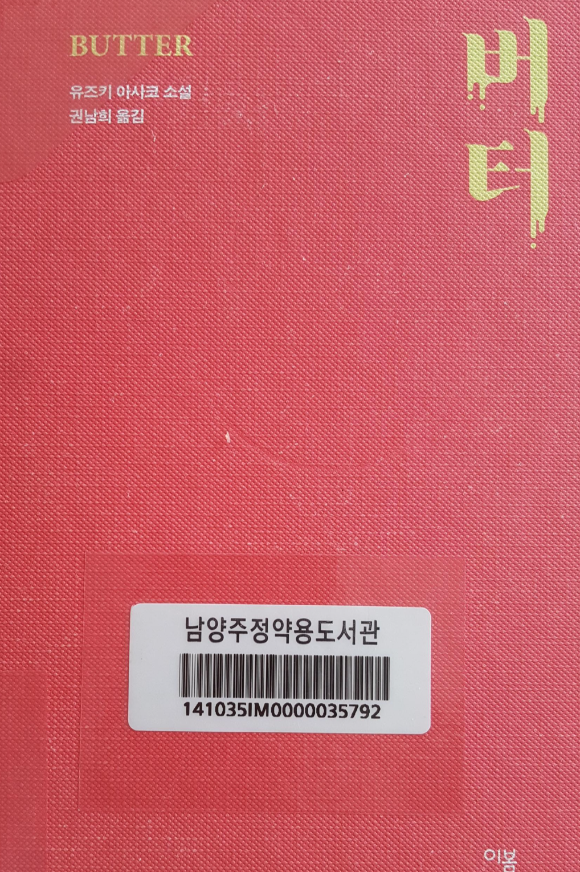 BUTTER
유즈키 아사코 소설
권남희 옮김
버터
남양주정약용도서관
141035IM0000035792
이봄